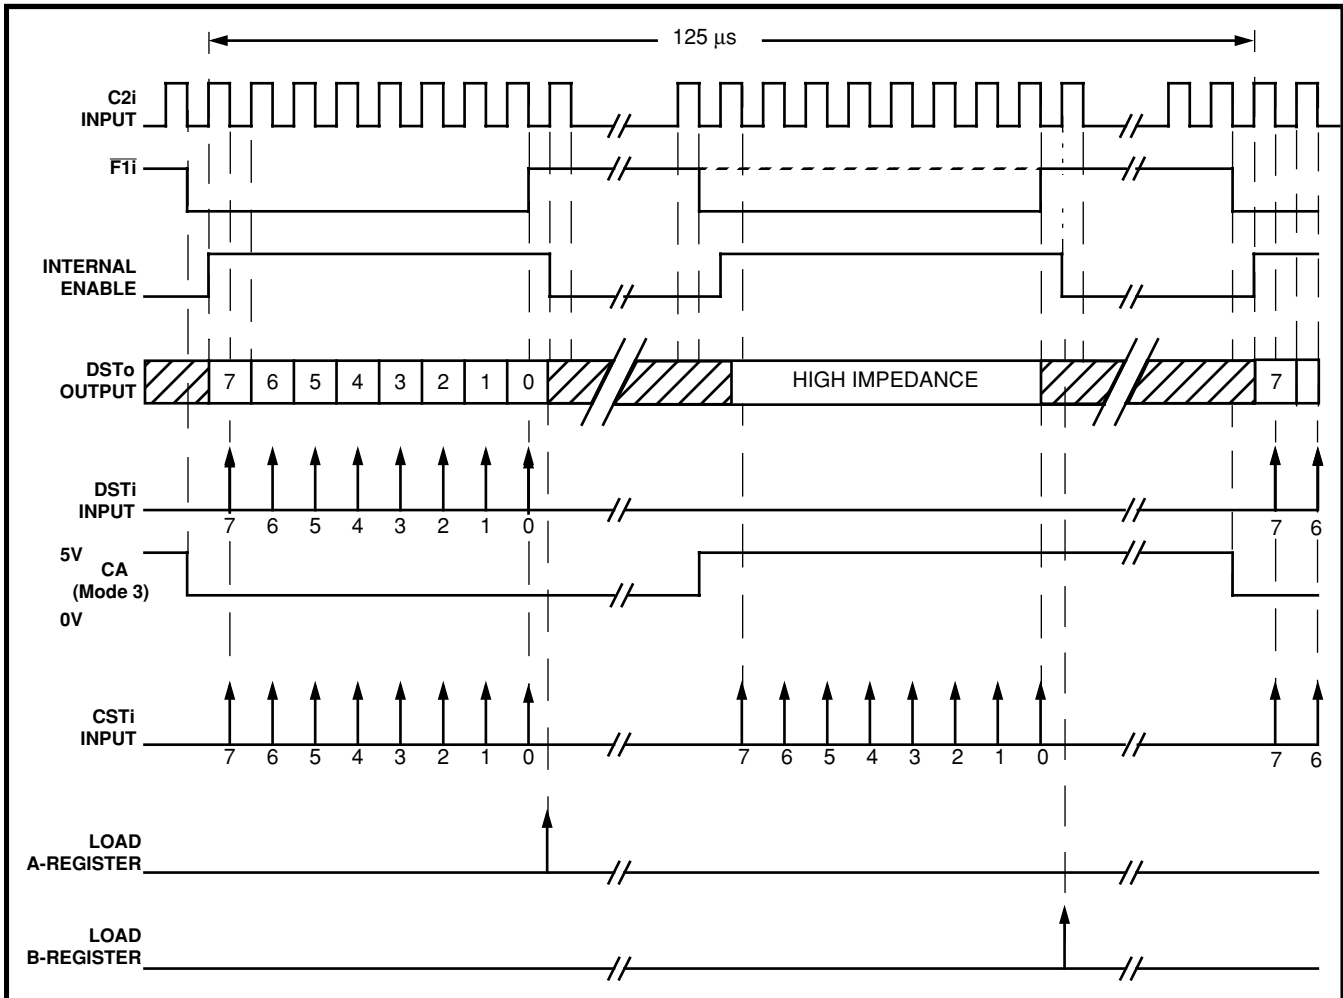 125 μs
C2i
INPUT
F1i
INTERNAL
ENABLE
DSTo
OUTPUT
7 6 5 4 3 2 1 0 HIGH IMPEDANCE 7
DSTi
INPUT
7 6 5 4 3 2 1 0 7 6
5V
CA
(Mode 3)
0V
CSTi
INPUT
7 6 5 4 3 2 1 0 7 6 5 4 3 2 1 0 7 6
LOAD
A-REGISTER
LOAD
B-REGISTER